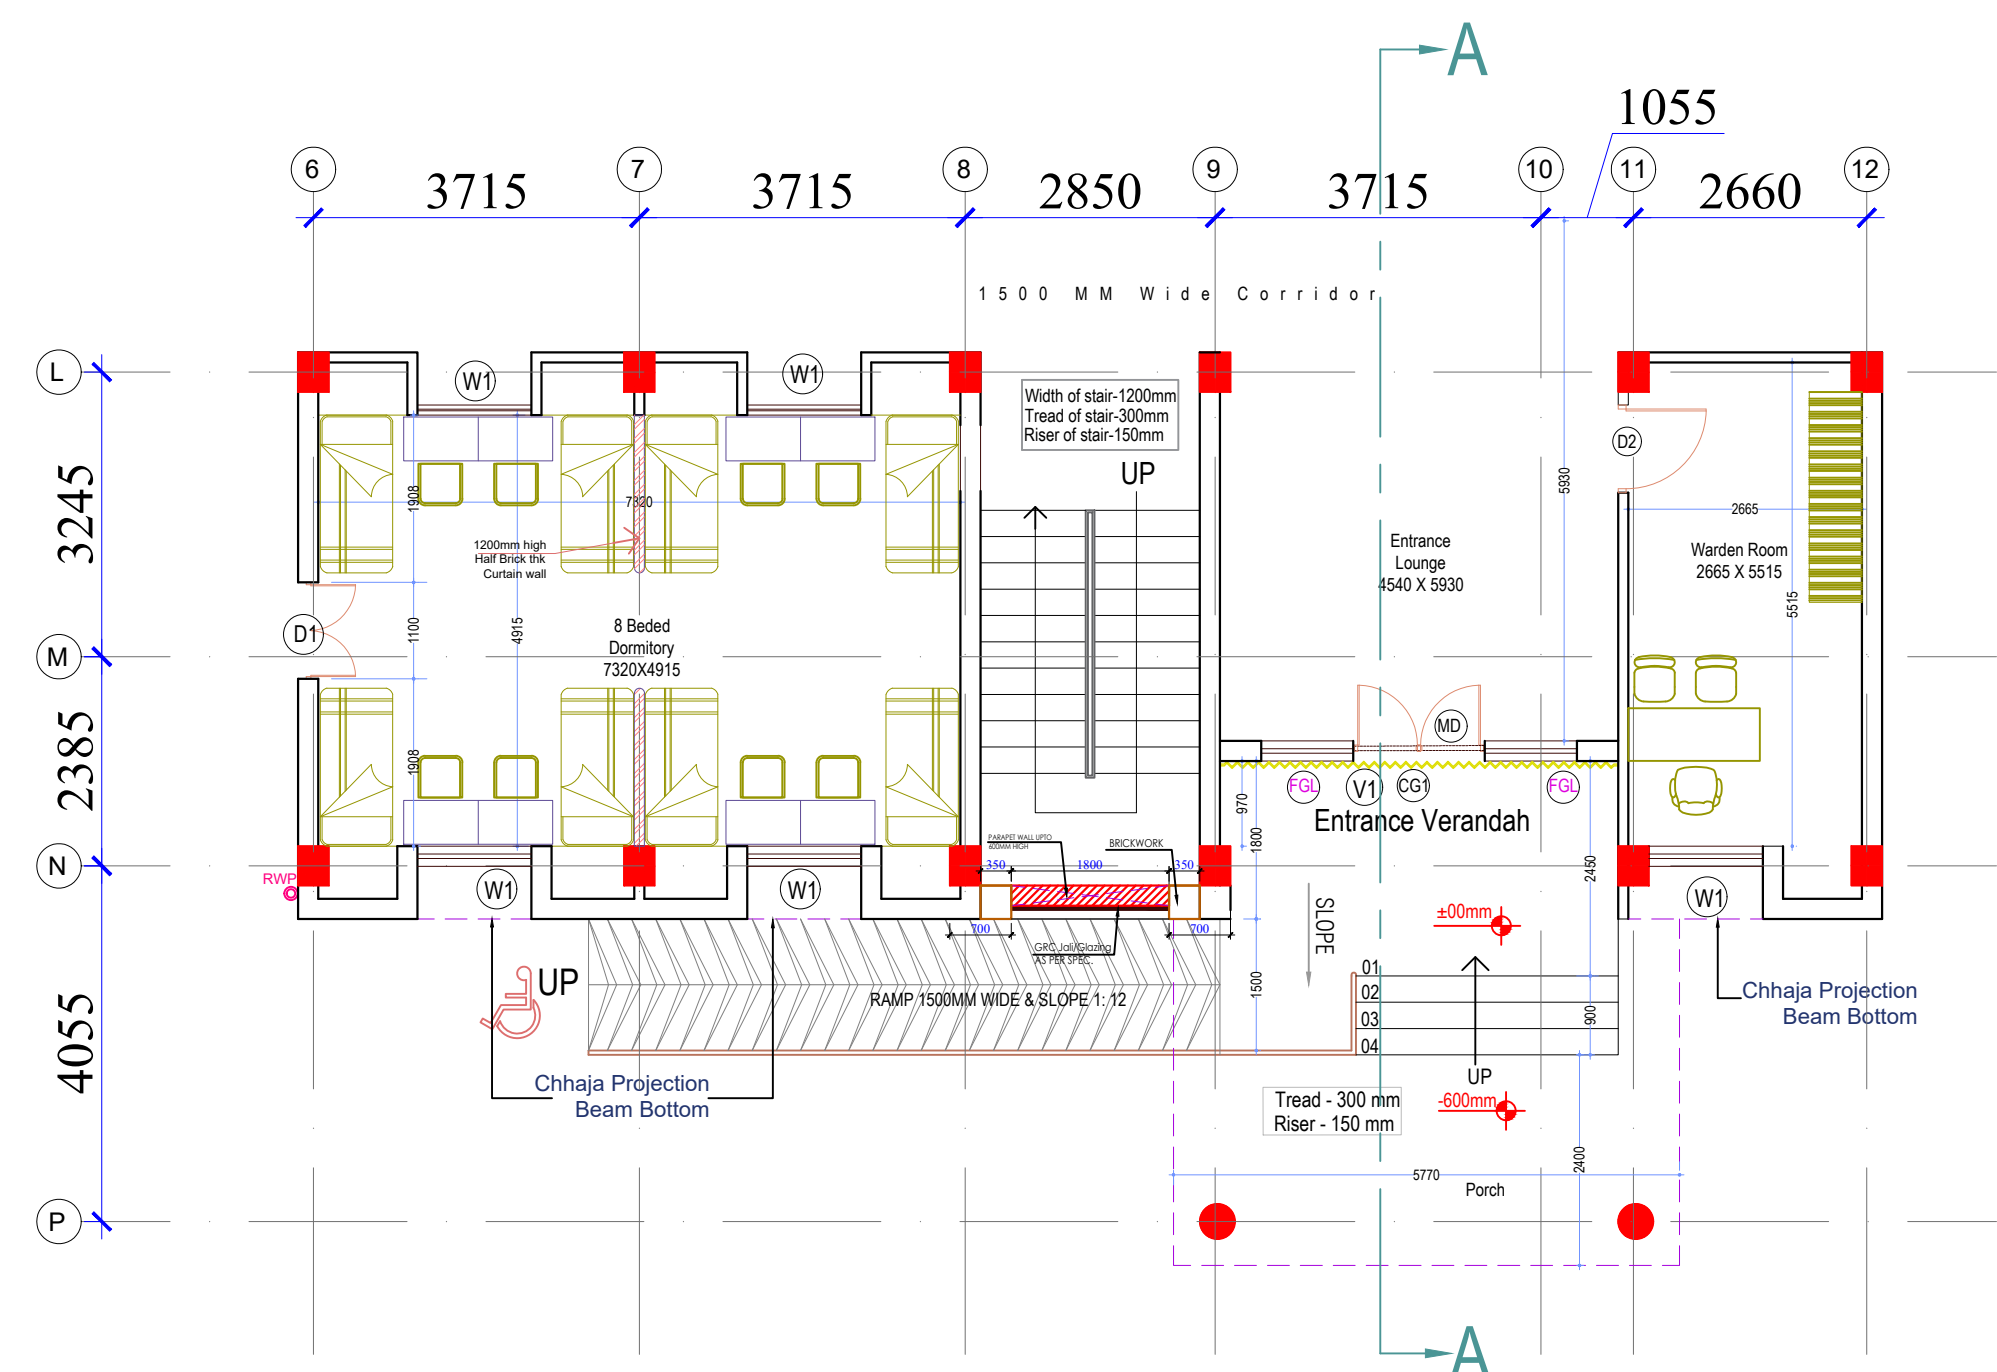 A
1055
6
7
8
9
10
11
12
3715
3715
2850
3715
2660
1500 MM Wide Corridor
L
M
N
P
3245
2385
4055
W1
W1
Width of stair-1200mm
Tread of stair-300mm
Riser of stair-150mm
UP
D2
1908
7320
5930
2665
1200mm high
Half Brick thk
Curtain wall
Entrance
Lounge
4540 X 5930
Warden Room
2665 X 5515
5515
D1
1100
4915
8 Beded
Dormitory
7320X4915
1908
MD
FGL
V1
CG1
FGL
Entrance Verandah
970
1800
2450
PARAPET WALL UPTO
600MM HIGH
BRICKWORK
350
1800
350
RWP
W1
W1
W1
700
700
GRC Jali/Glazing
AS PER SPEC.
SLOPE
±00mm
UP
RAMP 1500MM WIDE & SLOPE 1: 12
1500
01
02
03
04
900
Chhaja Projection
Beam Bottom
Chhaja Projection
Beam Bottom
UP
Tread - 300 mm
Riser - 150 mm
-600mm
2400
5770
Porch
A